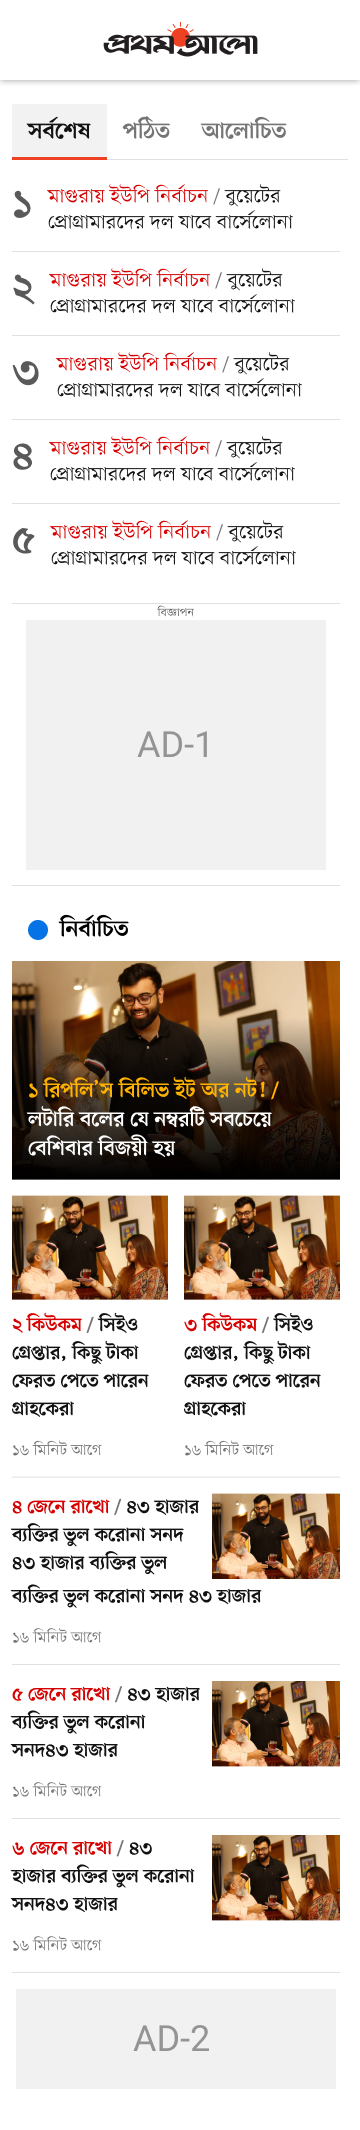 প্রথম আলো
সর্বশেষ পঠিত আলোচিত
১ মাগুরায় ইউপি নির্বাচন / বুয়েটের
প্রোগ্রামারদের দল যাবে বার্সেলোনা
২ মাগুরায় ইউপি নির্বাচন / বুয়েটের
প্রোগ্রামারদের দল যাবে বার্সেলোনা
৩ মাগুরায় ইউপি নির্বাচন / বুয়েটের
প্রোগ্রামারদের দল যাবে বার্সেলোনা
৪ মাগুরায় ইউপি নির্বাচন / বুয়েটের
প্রোগ্রামারদের দল যাবে বার্সেলোনা
৫ মাগুরায় ইউপি নির্বাচন / বুয়েটের
প্রোগ্রামারদের দল যাবে বার্সেলোনা
বিজ্ঞাপন
AD-1
নির্বাচিত
১ রিপলি’স বিলিভ ইট অর নট! /
লটারি বলের যে নম্বরটি সবচেয়ে
বেশিবার বিজয়ী হয়
২ কিউকম / সিইও
গ্রেপ্তার, কিছু টাকা
ফেরত পেতে পারেন
গ্রাহকেরা
১৬ মিনিট আগে
৩ কিউকম / সিইও
গ্রেপ্তার, কিছু টাকা
ফেরত পেতে পারেন
গ্রাহকেরা
১৬ মিনিট আগে
৪ জেনে রাখো / ৪৩ হাজার
ব্যক্তির ভুল করোনা সনদ
৪৩ হাজার ব্যক্তির ভুল
ব্যক্তির ভুল করোনা সনদ ৪৩ হাজার
১৬ মিনিট আগে
৫ জেনে রাখো / ৪৩ হাজার
ব্যক্তির ভুল করোনা
সনদ৪৩ হাজার
১৬ মিনিট আগে
৬ জেনে রাখো / ৪৩
হাজার ব্যক্তির ভুল করোনা
সনদ৪৩ হাজার
১৬ মিনিট আগে
AD-2